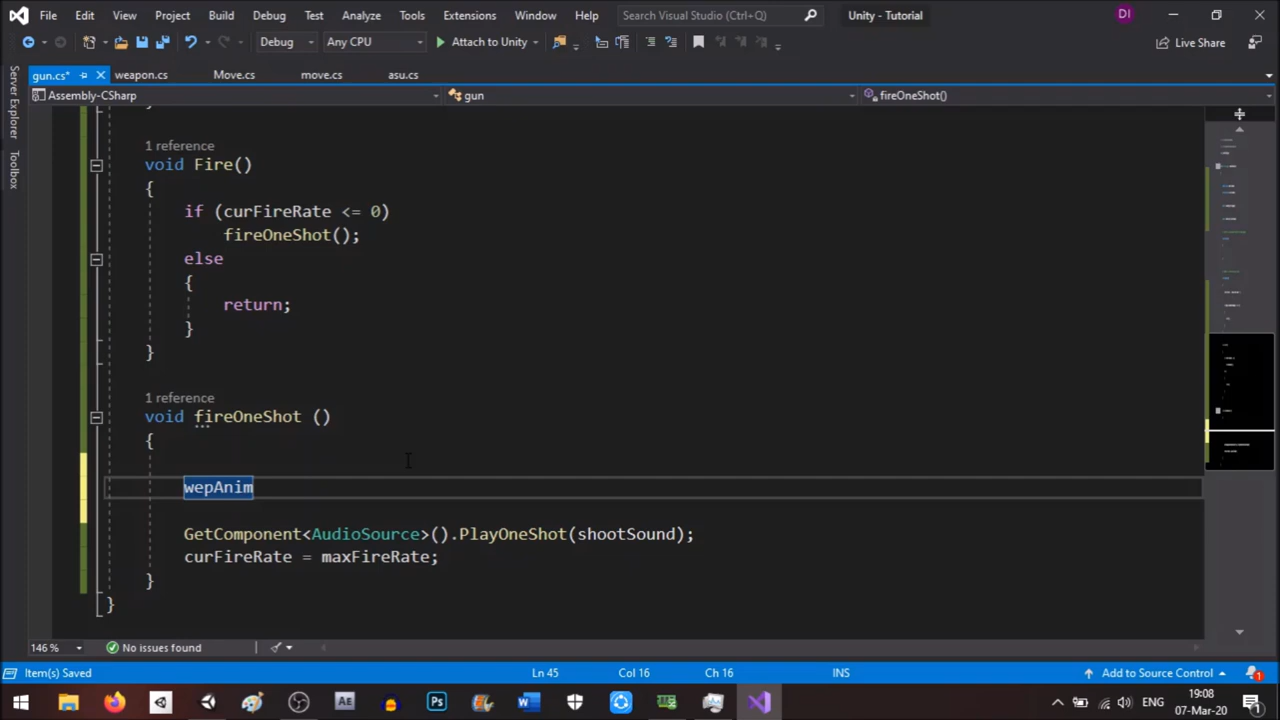 File Edit View Project Build Debug Test Analyze Tools Extensions Window Help Search Visual Studio (Ctrl+Q) Unity - Tutorial DI
Debug Any CPU Attach to Unity Live Share
gun.cs* weapon.cs Move.cs move.cs asu.cs
Assembly-CSharp gun fireOneShot()
Server Explorer
Toolbox
1 reference
void Fire()
{
if (curFireRate <= 0)
fireOneShot();
else
{
return;
}
}
1 reference
void fireOneShot ()
{
wepAnim
GetComponent<AudioSource>().PlayOneShot(shootSound);
curFireRate = maxFireRate;
}
}
146 % No issues found
Item(s) Saved Ln 45 Col 16 Ch 16 INS Add to Source Control 1
Ae Ps W ENG 19:08
07-Mar-20 1